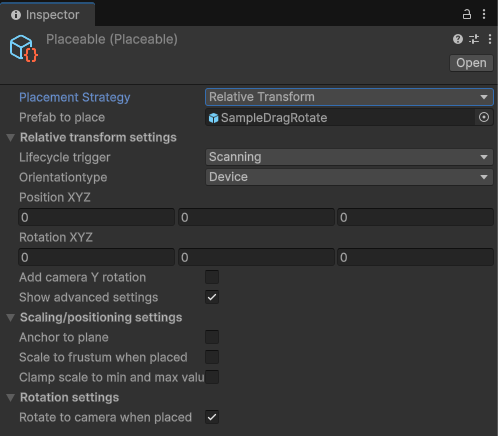 Inspector
Placeable (Placeable)
Open
Placement Strategy Relative Transform
Prefab to place SampleDragRotate
Relative transform settings
Lifecycle trigger Scanning
Orientationtype Device
Position XYZ
0 0 0
Rotation XYZ
0 0 0
Add camera Y rotation
Show advanced settings
Scaling/positioning settings
Anchor to plane
Scale to frustum when placed
Clamp scale to min and max valu
Rotation settings
Rotate to camera when placed